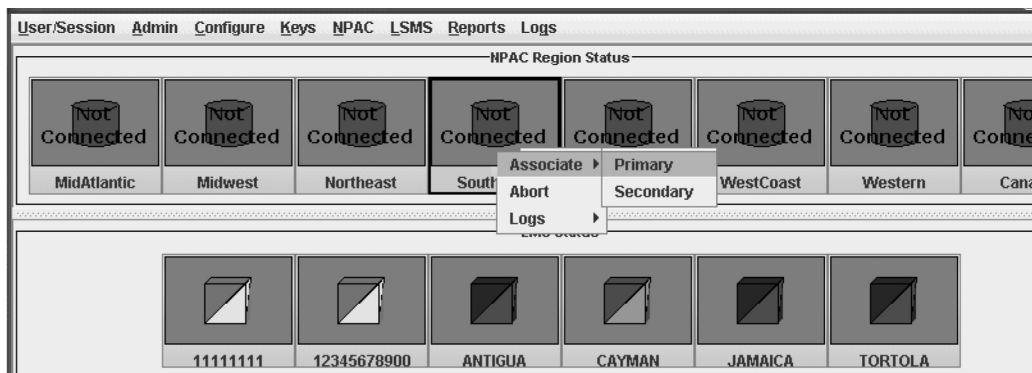 User/Session Admin Configure Keys NPAC LSMS Reports Logs
NPAC Region Status
Not Connected Not Connected Not Connected Not Connected Not Connected Not Connected Not Connected
MidAtlantic Midwest Northeast WestCoast Western
Associate Primary
Abort Secondary
Logs
11111111 12345678900 ANTIGUA CAYMAN JAMAICA TORTOLA